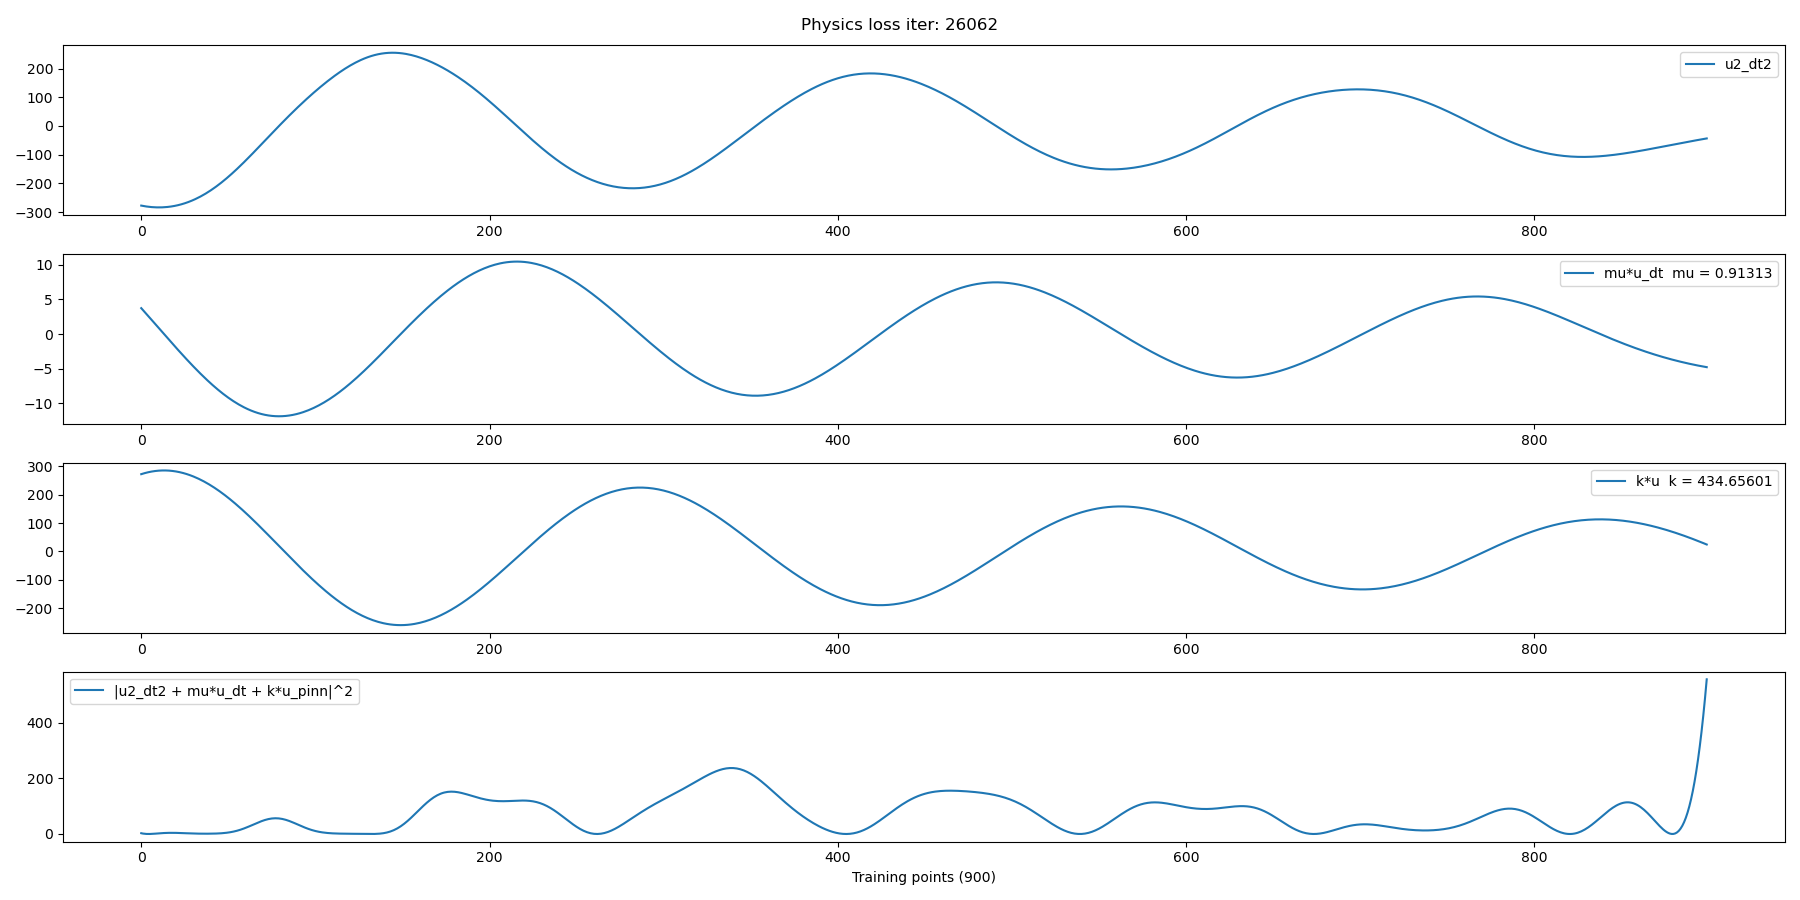 Physics loss iter: 26062
200
100
0
−100
−200
−300
u2_dt2
0 200 400 600 800
10
5
0
−5
−10
mu*u_dt mu = 0.91313
0 200 400 600 800
300
200
100
0
−100
−200
k*u k = 434.65601
0 200 400 600 800
|u2_dt2 + mu*u_dt + k*u_pinn|^2
400
200
0
0 200 400 600 800
Training points (900)